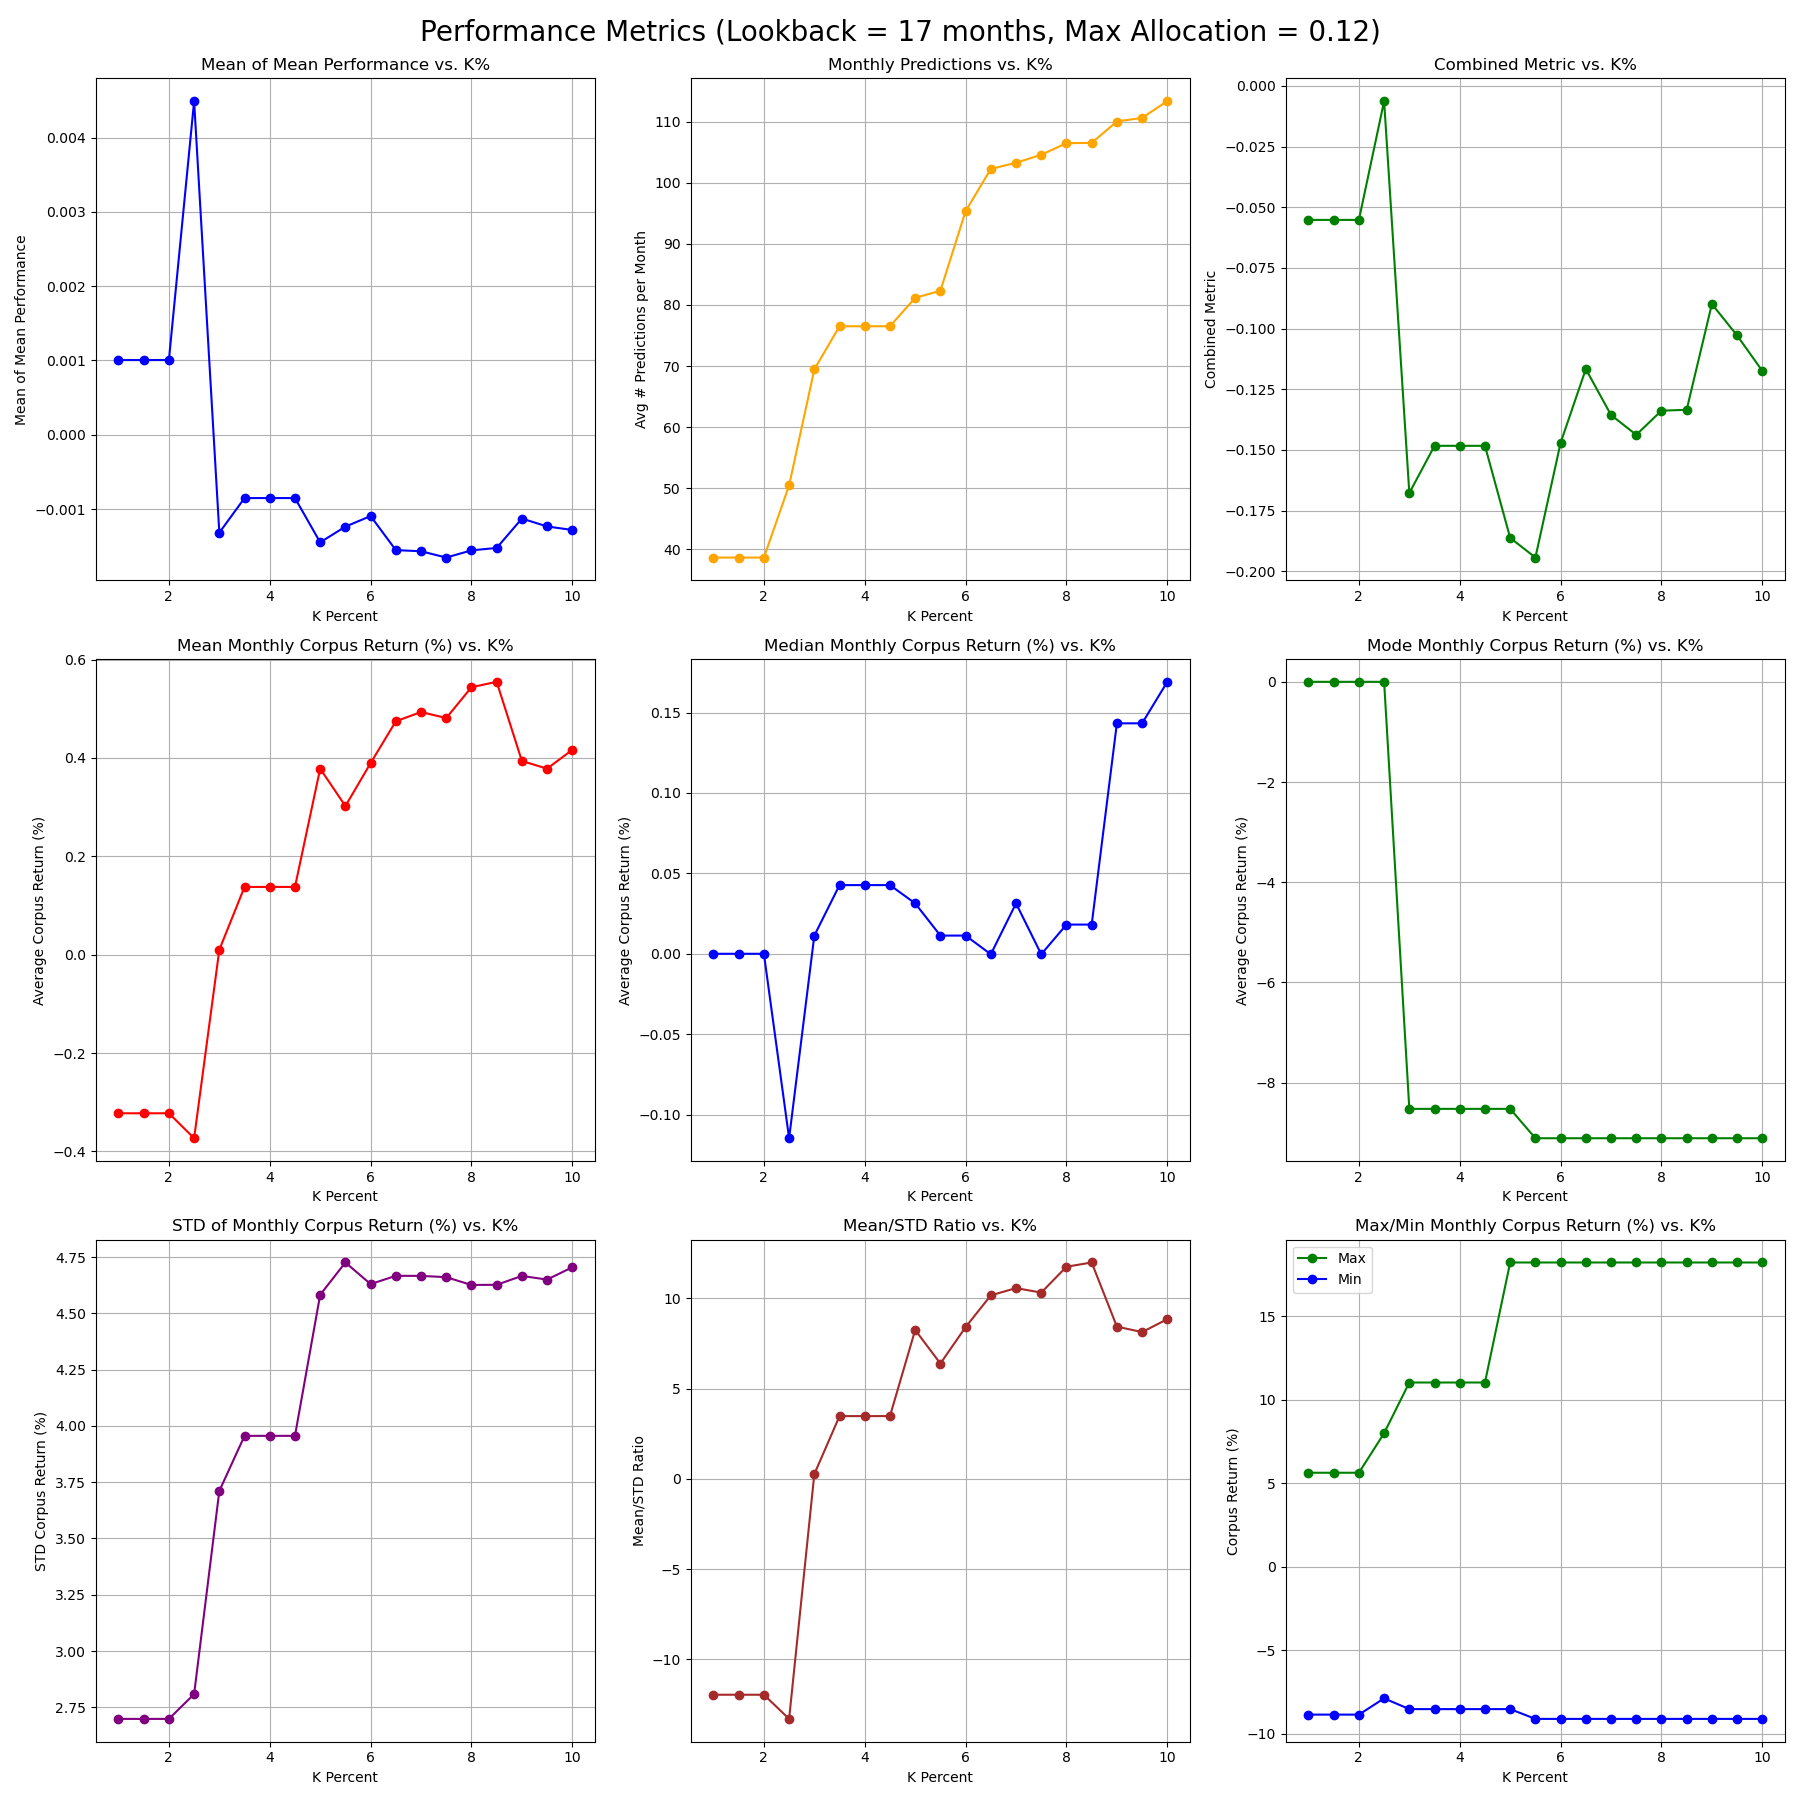 Performance Metrics (Lookback = 17 months, Max Allocation = 0.12)
Mean of Mean Performance vs. K%
Mean of Mean Performance
0.004
0.003
0.002
0.001
0.000
−0.001
2 4 6 8 10
K Percent
Monthly Predictions vs. K%
Avg # Predictions per Month
110
100
90
80
70
60
50
40
2 4 6 8 10
K Percent
Combined Metric vs. K%
Combined Metric
0.000
−0.025
−0.050
−0.075
−0.100
−0.125
−0.150
−0.175
−0.200
2 4 6 8 10
K Percent
Mean Monthly Corpus Return (%) vs. K%
Average Corpus Return (%)
0.6
0.4
0.2
0.0
−0.2
−0.4
2 4 6 8 10
K Percent
Median Monthly Corpus Return (%) vs. K%
Average Corpus Return (%)
0.15
0.10
0.05
0.00
−0.05
−0.10
2 4 6 8 10
K Percent
Mode Monthly Corpus Return (%) vs. K%
Average Corpus Return (%)
0
−2
−4
−6
−8
2 4 6 8 10
K Percent
STD of Monthly Corpus Return (%) vs. K%
STD Corpus Return (%)
4.75
4.50
4.25
4.00
3.75
3.50
3.25
3.00
2.75
2 4 6 8 10
K Percent
Mean/STD Ratio vs. K%
Mean/STD Ratio
10
5
0
−5
−10
2 4 6 8 10
K Percent
Max/Min Monthly Corpus Return (%) vs. K%
Max
Min
Corpus Return (%)
15
10
5
0
−5
−10
2 4 6 8 10
K Percent